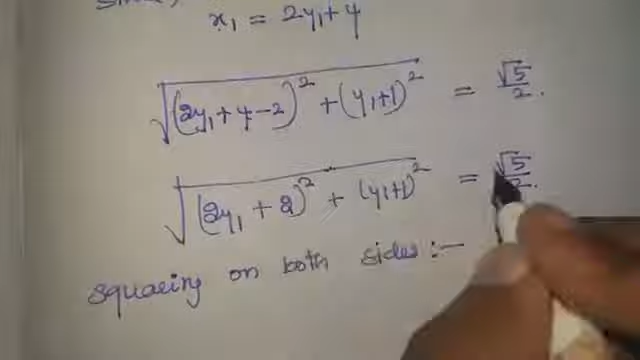 x₁ = 2y₁+4
√(2y₁+4-2)² + (y₁+1)² = √5/2.
√(2y₁+2)² + (y₁+1)² = √5/2.
squaring on both sides :-